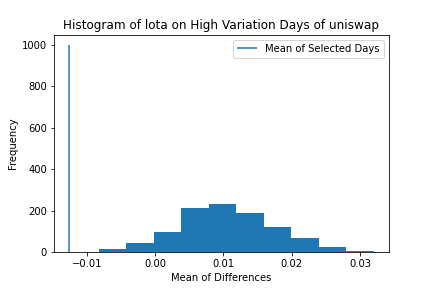 Histogram of Iota on High Variation Days of uniswap
Mean of Selected Days
Frequency
1000
800
600
400
200
0
−0.01
0.00
0.01
0.02
0.03
Mean of Differences